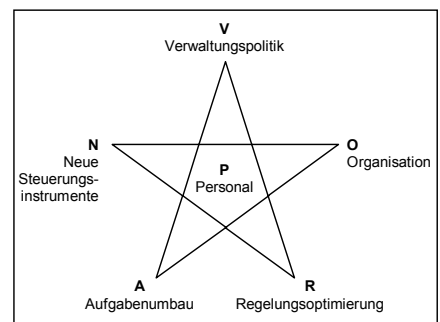 V
Verwaltungspolitik
N
Neue
Steuerungs-
instrumente
O
Organisation
P
Personal
A
Aufgabenumbau
R
Regelungsoptimierung